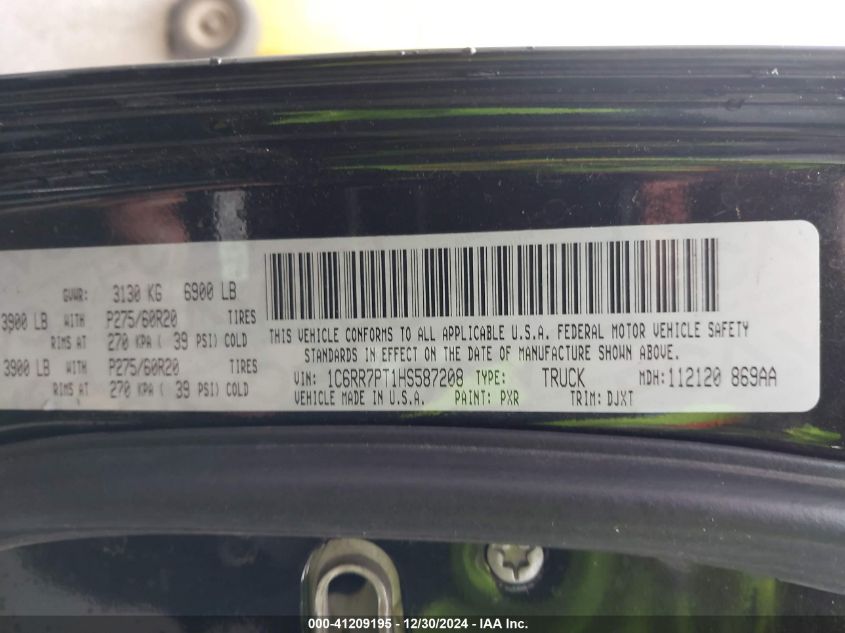 GVWR: 3130 KG 6900 LB
3900 LB WITH P275/60R20 TIRES
RIMS AT 270 KPA ( 39 PSI) COLD
3900 LB WITH P275/60R20 TIRES
RIMS AT 270 KPA ( 39 PSI) COLD
THIS VEHICLE CONFORMS TO ALL APPLICABLE U.S.A. FEDERAL MOTOR VEHICLE SAFETY
STANDARDS IN EFFECT ON THE DATE OF MANUFACTURE SHOWN ABOVE.
VIN: 1C6RR7PT1HS587208 TYPE: TRUCK MDH:112120 869AA
VEHICLE MADE IN U.S.A. PAINT: PXR TRIM: DJXT
000-41209195 - 12/30/2024 - IAA Inc.